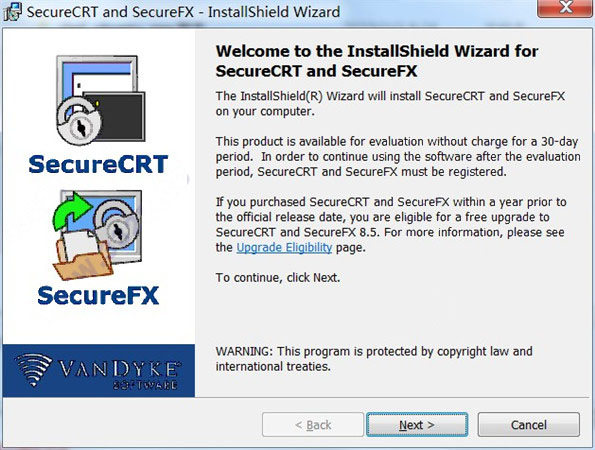 SecureCRT and SecureFX - InstallShield Wizard
Welcome to the InstallShield Wizard for
SecureCRT and SecureFX
The InstallShield(R) Wizard will install SecureCRT and SecureFX
on your computer.
This product is available for evaluation without charge for a 30-day
period.  In order to continue using the software after the evaluation
period, SecureCRT and SecureFX must be registered.
If you purchased SecureCRT and SecureFX within a year prior to
the official release date, you are eligible for a free upgrade to
SecureCRT and SecureFX 8.5. For more information, please see
the Upgrade Eligibility page.
To continue, click Next.
WARNING: This program is protected by copyright law and
international treaties.
SecureCRT
SecureFX
VANDYKE
SOFTWARE
< Back
Next >
Cancel